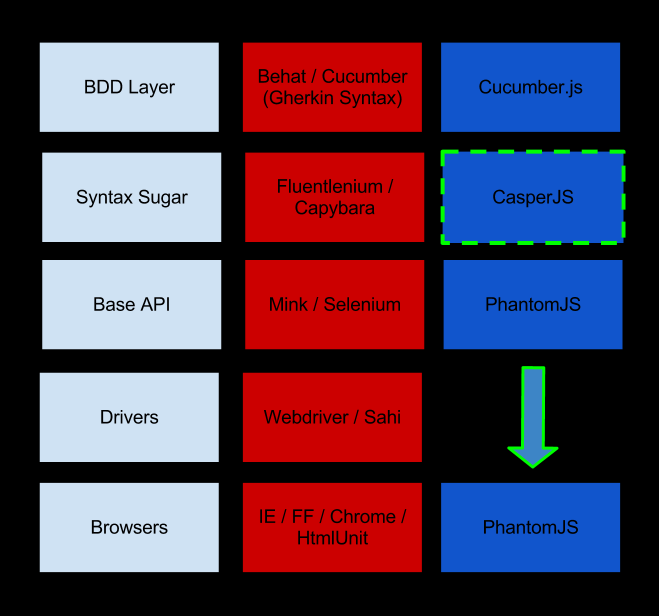 BDD Layer
Behat / Cucumber
(Gherkin Syntax)
Cucumber.js
Syntax Sugar
Fluentlenium /
Capybara
CasperJS
Base API
Mink / Selenium
PhantomJS
Drivers
Webdriver / Sahi
Browsers
IE / FF / Chrome /
HtmlUnit
PhantomJS